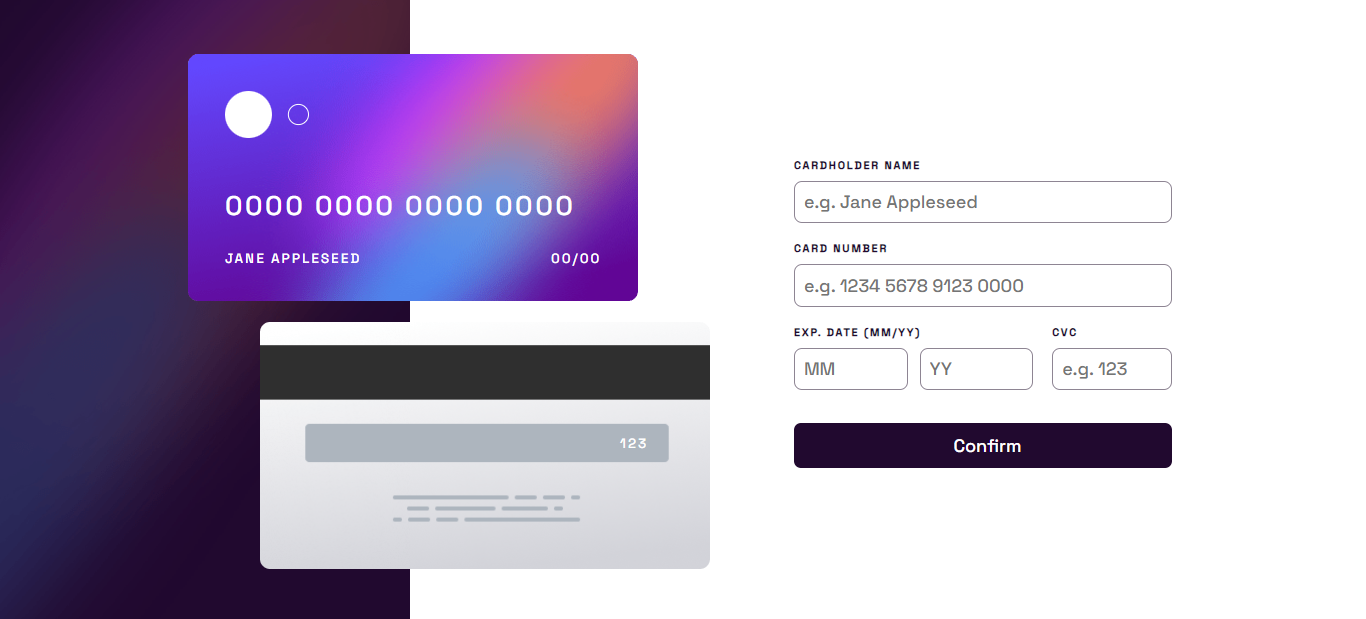 0000 0000 0000 0000
JANE APPLESEED 00/00
123
CARDHOLDER NAME
e.g. Jane Appleseed
CARD NUMBER
e.g. 1234 5678 9123 0000
EXP. DATE (MM/YY) CVC
MM YY e.g. 123
Confirm